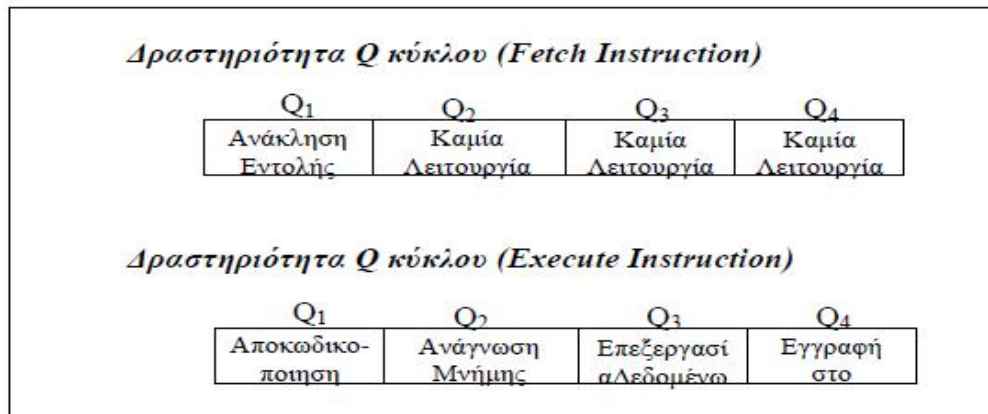 Δραστηριότητα Q κύκλου (Fetch Instruction)
Q1 Q2 Q3 Q4
Ανάκληση Καμία Καμία Καμία
Εντολής Λειτουργία Λειτουργία Λειτουργία
Δραστηριότητα Q κύκλου (Execute Instruction)
Q1 Q2 Q3 Q4
Αποκωδικο- Ανάγνωση Επεξεργασί Εγγραφή
ποιηση Μνήμης αΔεδομένω στο